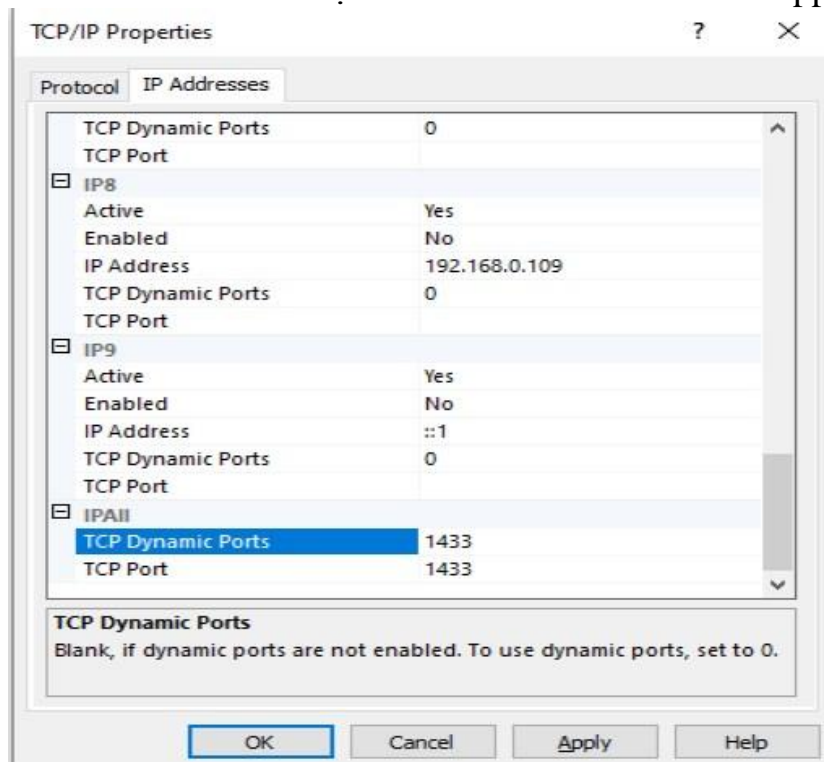 TCP/IP Properties ? ×
Protocol IP Addresses
TCP Dynamic Ports 0
TCP Port
IP8
Active Yes
Enabled No
IP Address 192.168.0.109
TCP Dynamic Ports 0
TCP Port
IP9
Active Yes
Enabled No
IP Address ::1
TCP Dynamic Ports 0
TCP Port
IPAll
TCP Dynamic Ports 1433
TCP Port 1433
TCP Dynamic Ports
Blank, if dynamic ports are not enabled. To use dynamic ports, set to 0.
OK Cancel Apply Help